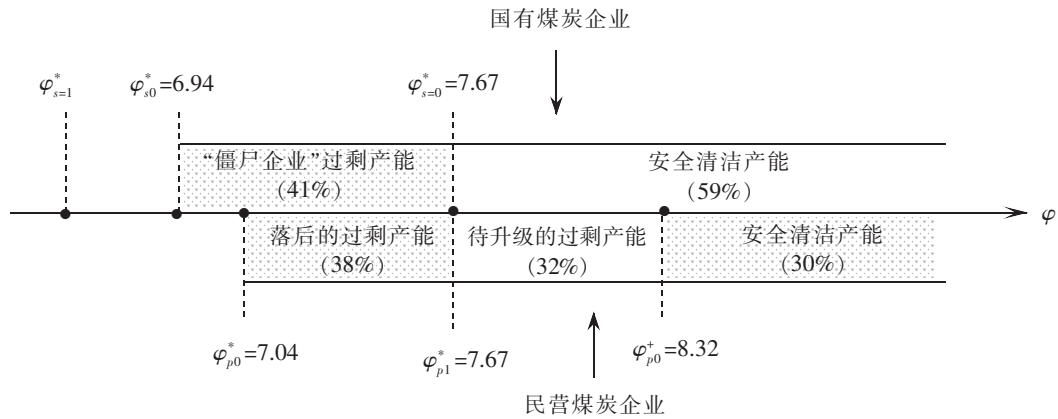 国有煤炭企业
φ*s=1
φ*s0=6.94
φ*s=0=7.67
“僵尸企业”过剩产能
(41%)
安全清洁产能
(59%)
φ
落后的过剩产能
(38%)
待升级的过剩产能
(32%)
安全清洁产能
(30%)
φ*p0=7.04
φ*p1=7.67
φ+p0=8.32
民营煤炭企业